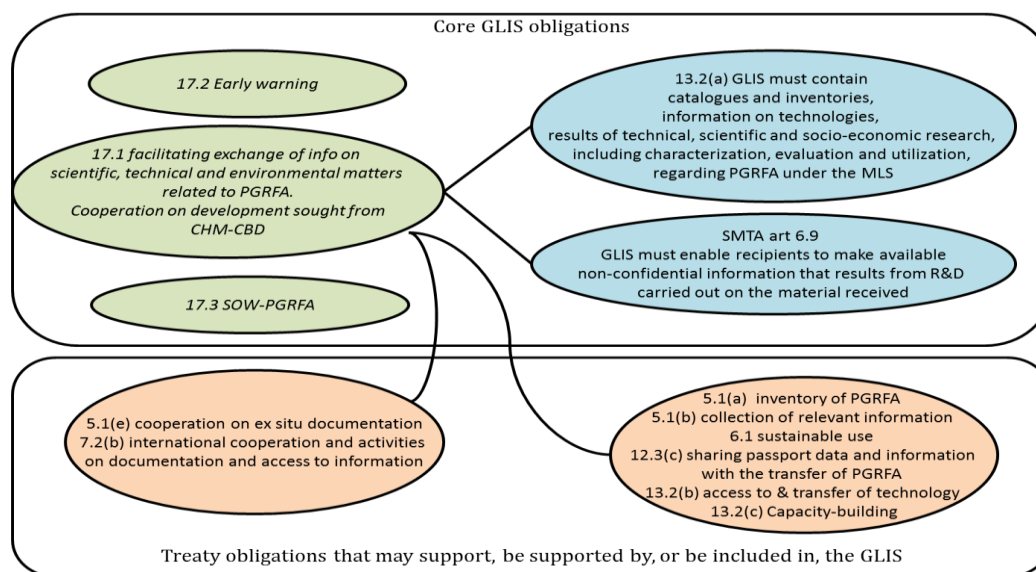 Core GLIS obligations
17.2 Early warning
17.1 facilitating exchange of info on
scientific, technical and environmental matters
related to PGRFA.
Cooperation on development sought from
CHM-CBD
17.3 SOW-PGRFA
13.2(a) GLIS must contain
catalogues and inventories,
information on technologies,
results of technical, scientific and socio-economic research,
including characterization, evaluation and utilization,
regarding PGRFA under the MLS
SMTA art 6.9
GLIS must enable recipients to make available
non-confidential information that results from R&D
carried out on the material received
5.1(e) cooperation on ex situ documentation
7.2(b) international cooperation and activities
on documentation and access to information
5.1(a) inventory of PGRFA
5.1(b) collection of relevant information
6.1 sustainable use
12.3(c) sharing passport data and information
with the transfer of PGRFA
13.2(b) access to & transfer of technology
13.2(c) Capacity-building
Treaty obligations that may support, be supported by, or be included in, the GLIS